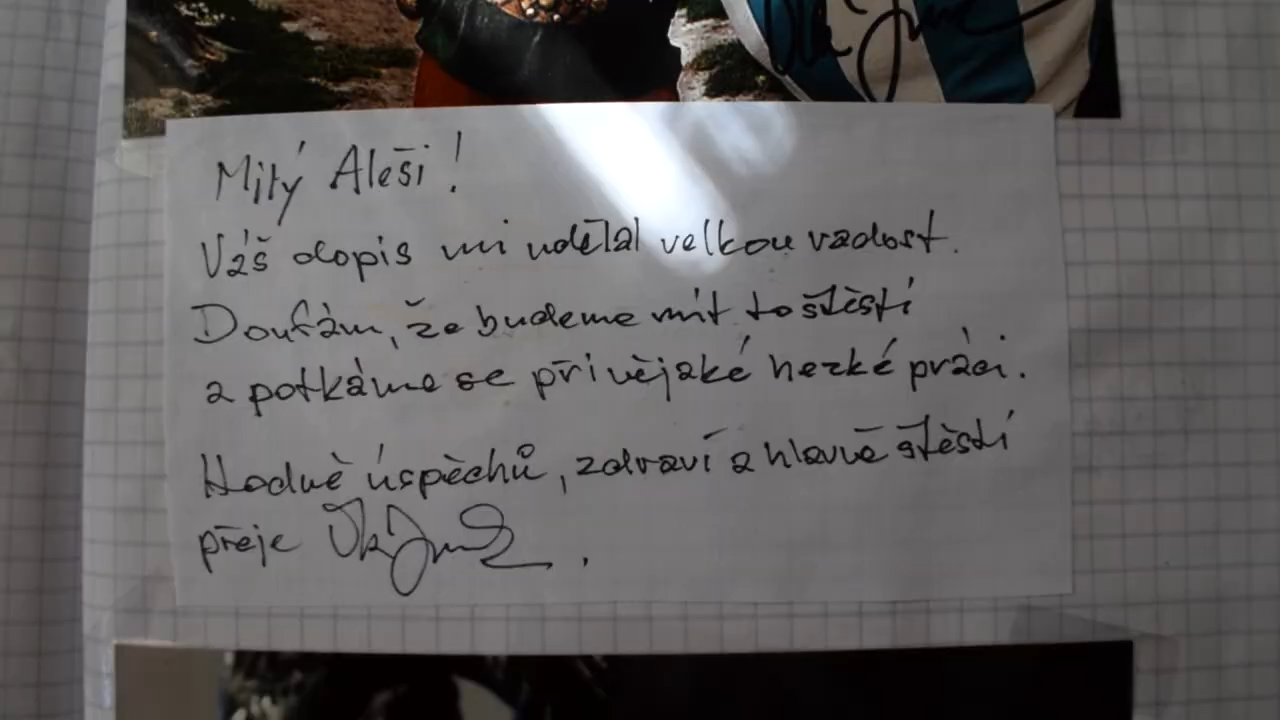 Milý Aleši!
Váš dopis mi udělal velkou radost.
Doufám, že budeme mít to štěstí
a potkáme se při nějaké hezké práci.
Hodně úspěchů, zdraví a hlavně štěstí
přeje